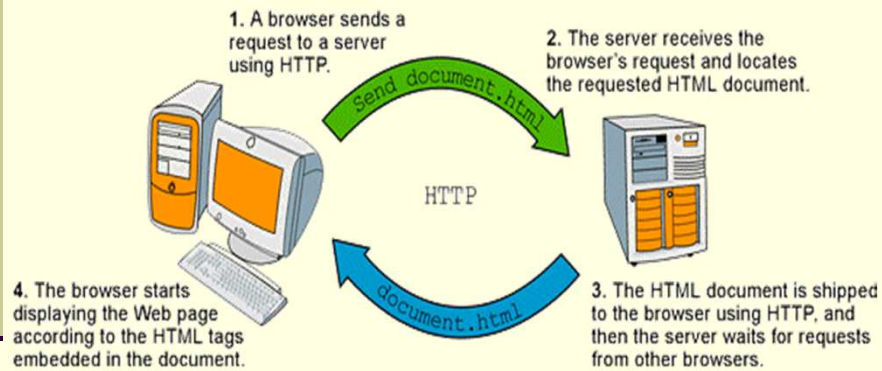 1. A browser sends a
request to a server
using HTTP.
2. The server receives the
browser's request and locates
the requested HTML document.
Send document.html
HTTP
document.html
3. The HTML document is shipped
to the browser using HTTP, and
then the server waits for requests
from other browsers.
4. The browser starts
displaying the Web page
according to the HTML tags
embedded in the document.